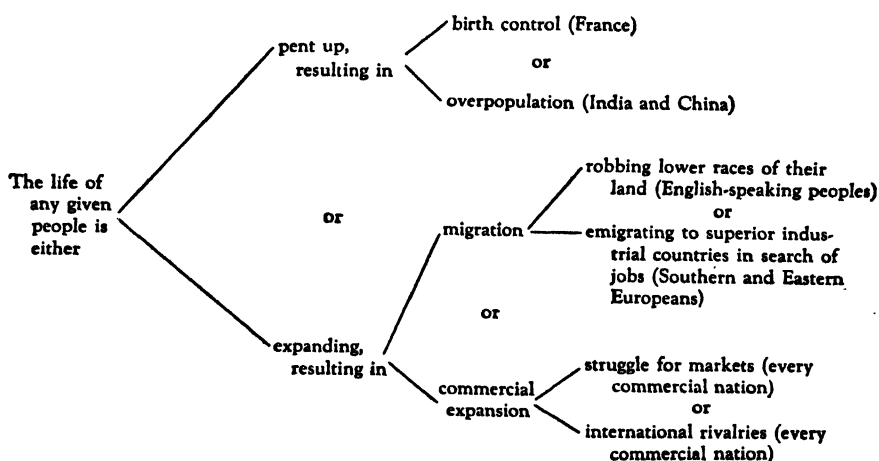 The life of
any given
people is
either
pent up,
resulting in
birth control (France)
or
overpopulation (India and China)
or
expanding,
resulting in
migration
robbing lower races of their
land (English-speaking peoples)
or
emigrating to superior indus-
trial countries in search of
jobs (Southern and Eastern
Europeans)
or
commercial
expansion
struggle for markets (every
commercial nation)
or
international rivalries (every
commercial nation)